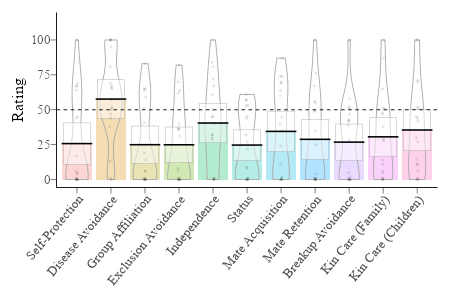 Rating
100
75
50
25
0
Self-Protection
Disease Avoidance
Group Affiliation
Exclusion Avoidance
Independence
Status
Mate Acquisition
Mate Retention
Breakup Avoidance
Kin Care (Family)
Kin Care (Children)